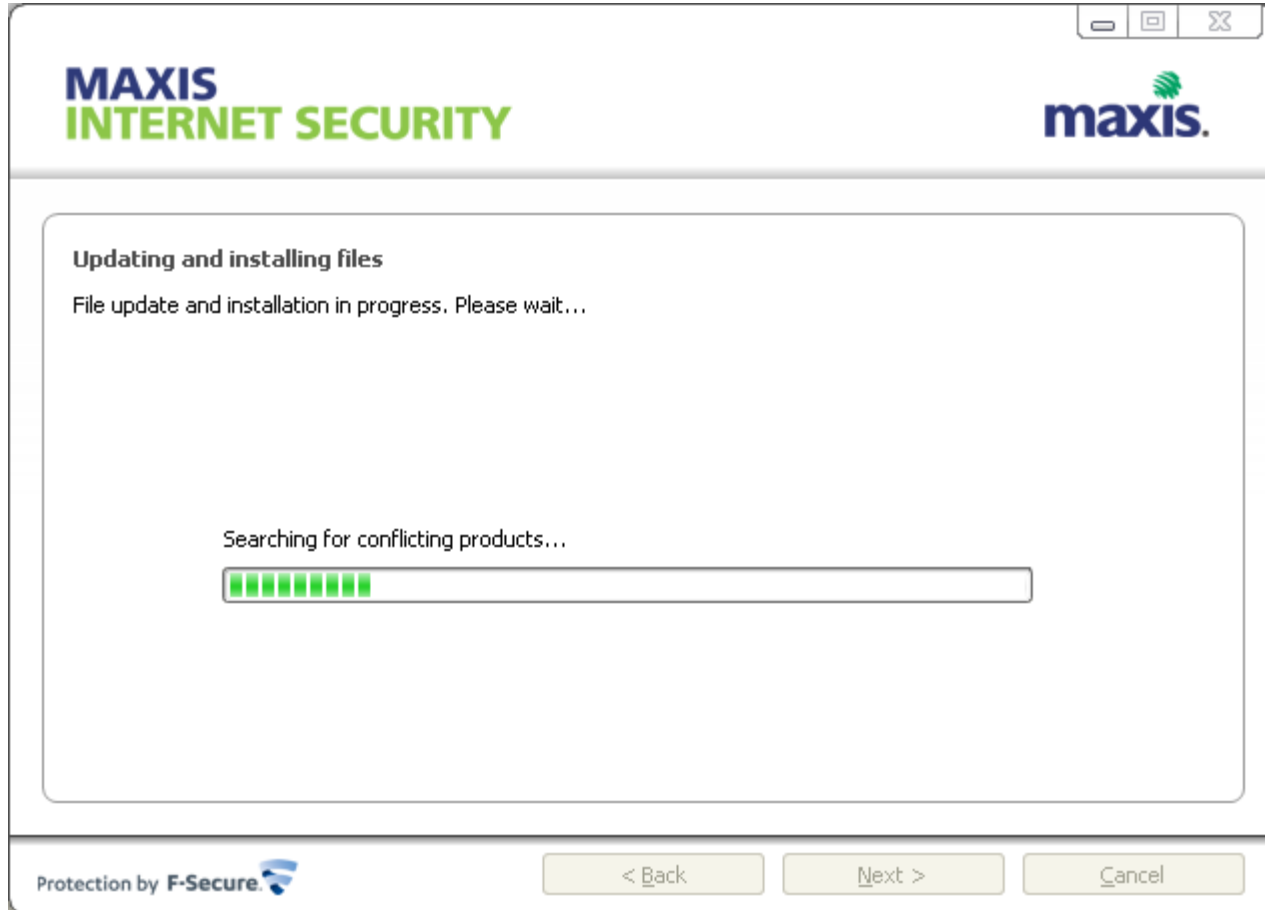 MAXIS
INTERNET SECURITY
maxis.
Updating and installing files
File update and installation in progress. Please wait...
Searching for conflicting products...
Protection by F-Secure.
< Back
Next >
Cancel